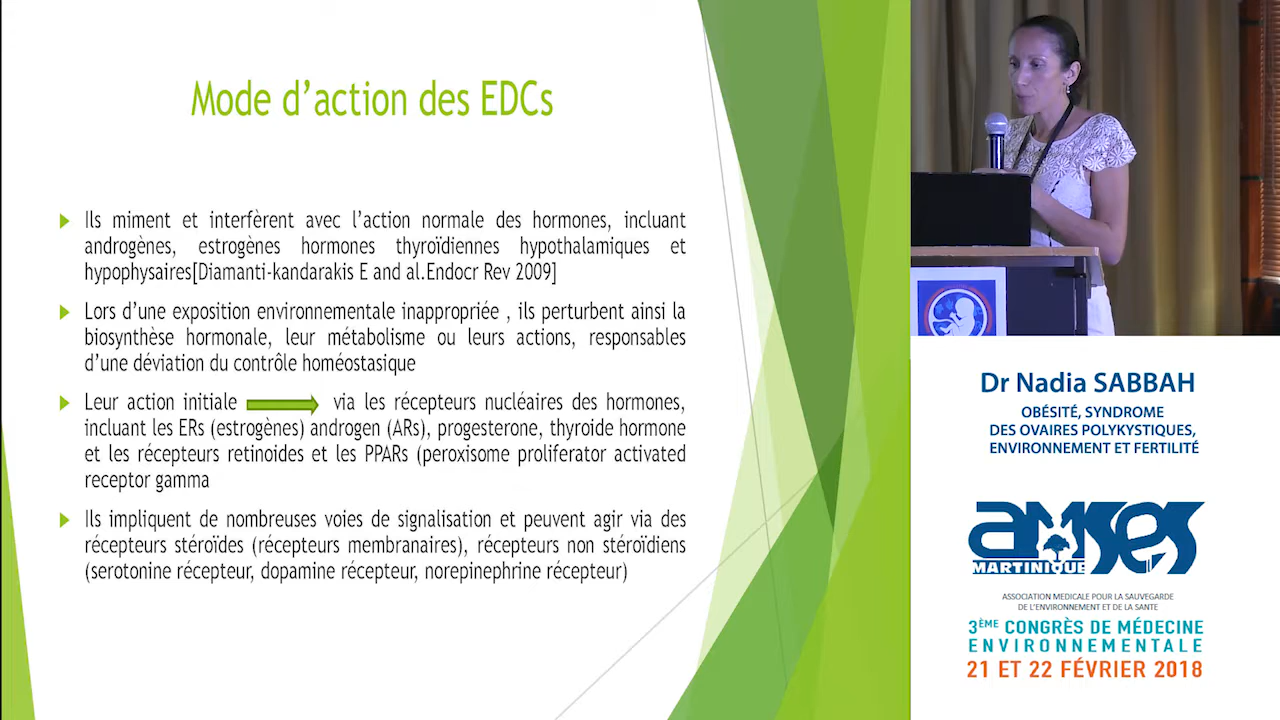 Mode d’action des EDCs
Ils miment et interfèrent avec l’action normale des hormones, incluant
androgènes, estrogènes hormones thyroïdiennes hypothalamiques et
hypophysaires[Diamanti-kandarakis E and al.Endocr Rev 2009]
Lors d’une exposition environnementale inappropriée , ils perturbent ainsi la
biosynthèse hormonale, leur métabolisme ou leurs actions, responsables
d’une déviation du contrôle homéostasique
Leur action initiale via les récepteurs nucléaires des hormones,
incluant les ERs (estrogènes) androgen (ARs), progesterone, thyroide hormone
et les récepteurs retinoides et les PPARs (peroxisome proliferator activated
receptor gamma
Ils impliquent de nombreuses voies de signalisation et peuvent agir via des
récepteurs stéroïdes (récepteurs membranaires), récepteurs non stéroïdiens
(serotonine récepteur, dopamine récepteur, norepinephrine récepteur)
Dr Nadia SABBAH
OBÉSITÉ, SYNDROME
DES OVAIRES POLYKYSTIQUES,
ENVIRONNEMENT ET FERTILITÉ
AMSES
MARTINIQUE
ASSOCIATION MEDICALE POUR LA SAUVEGARDE
DE L’ENVIRONNEMENT ET DE LA SANTE
3ÈME CONGRÈS DE MÉDECINE
ENVIRONNEMENTALE
21 ET 22 FÉVRIER 2018